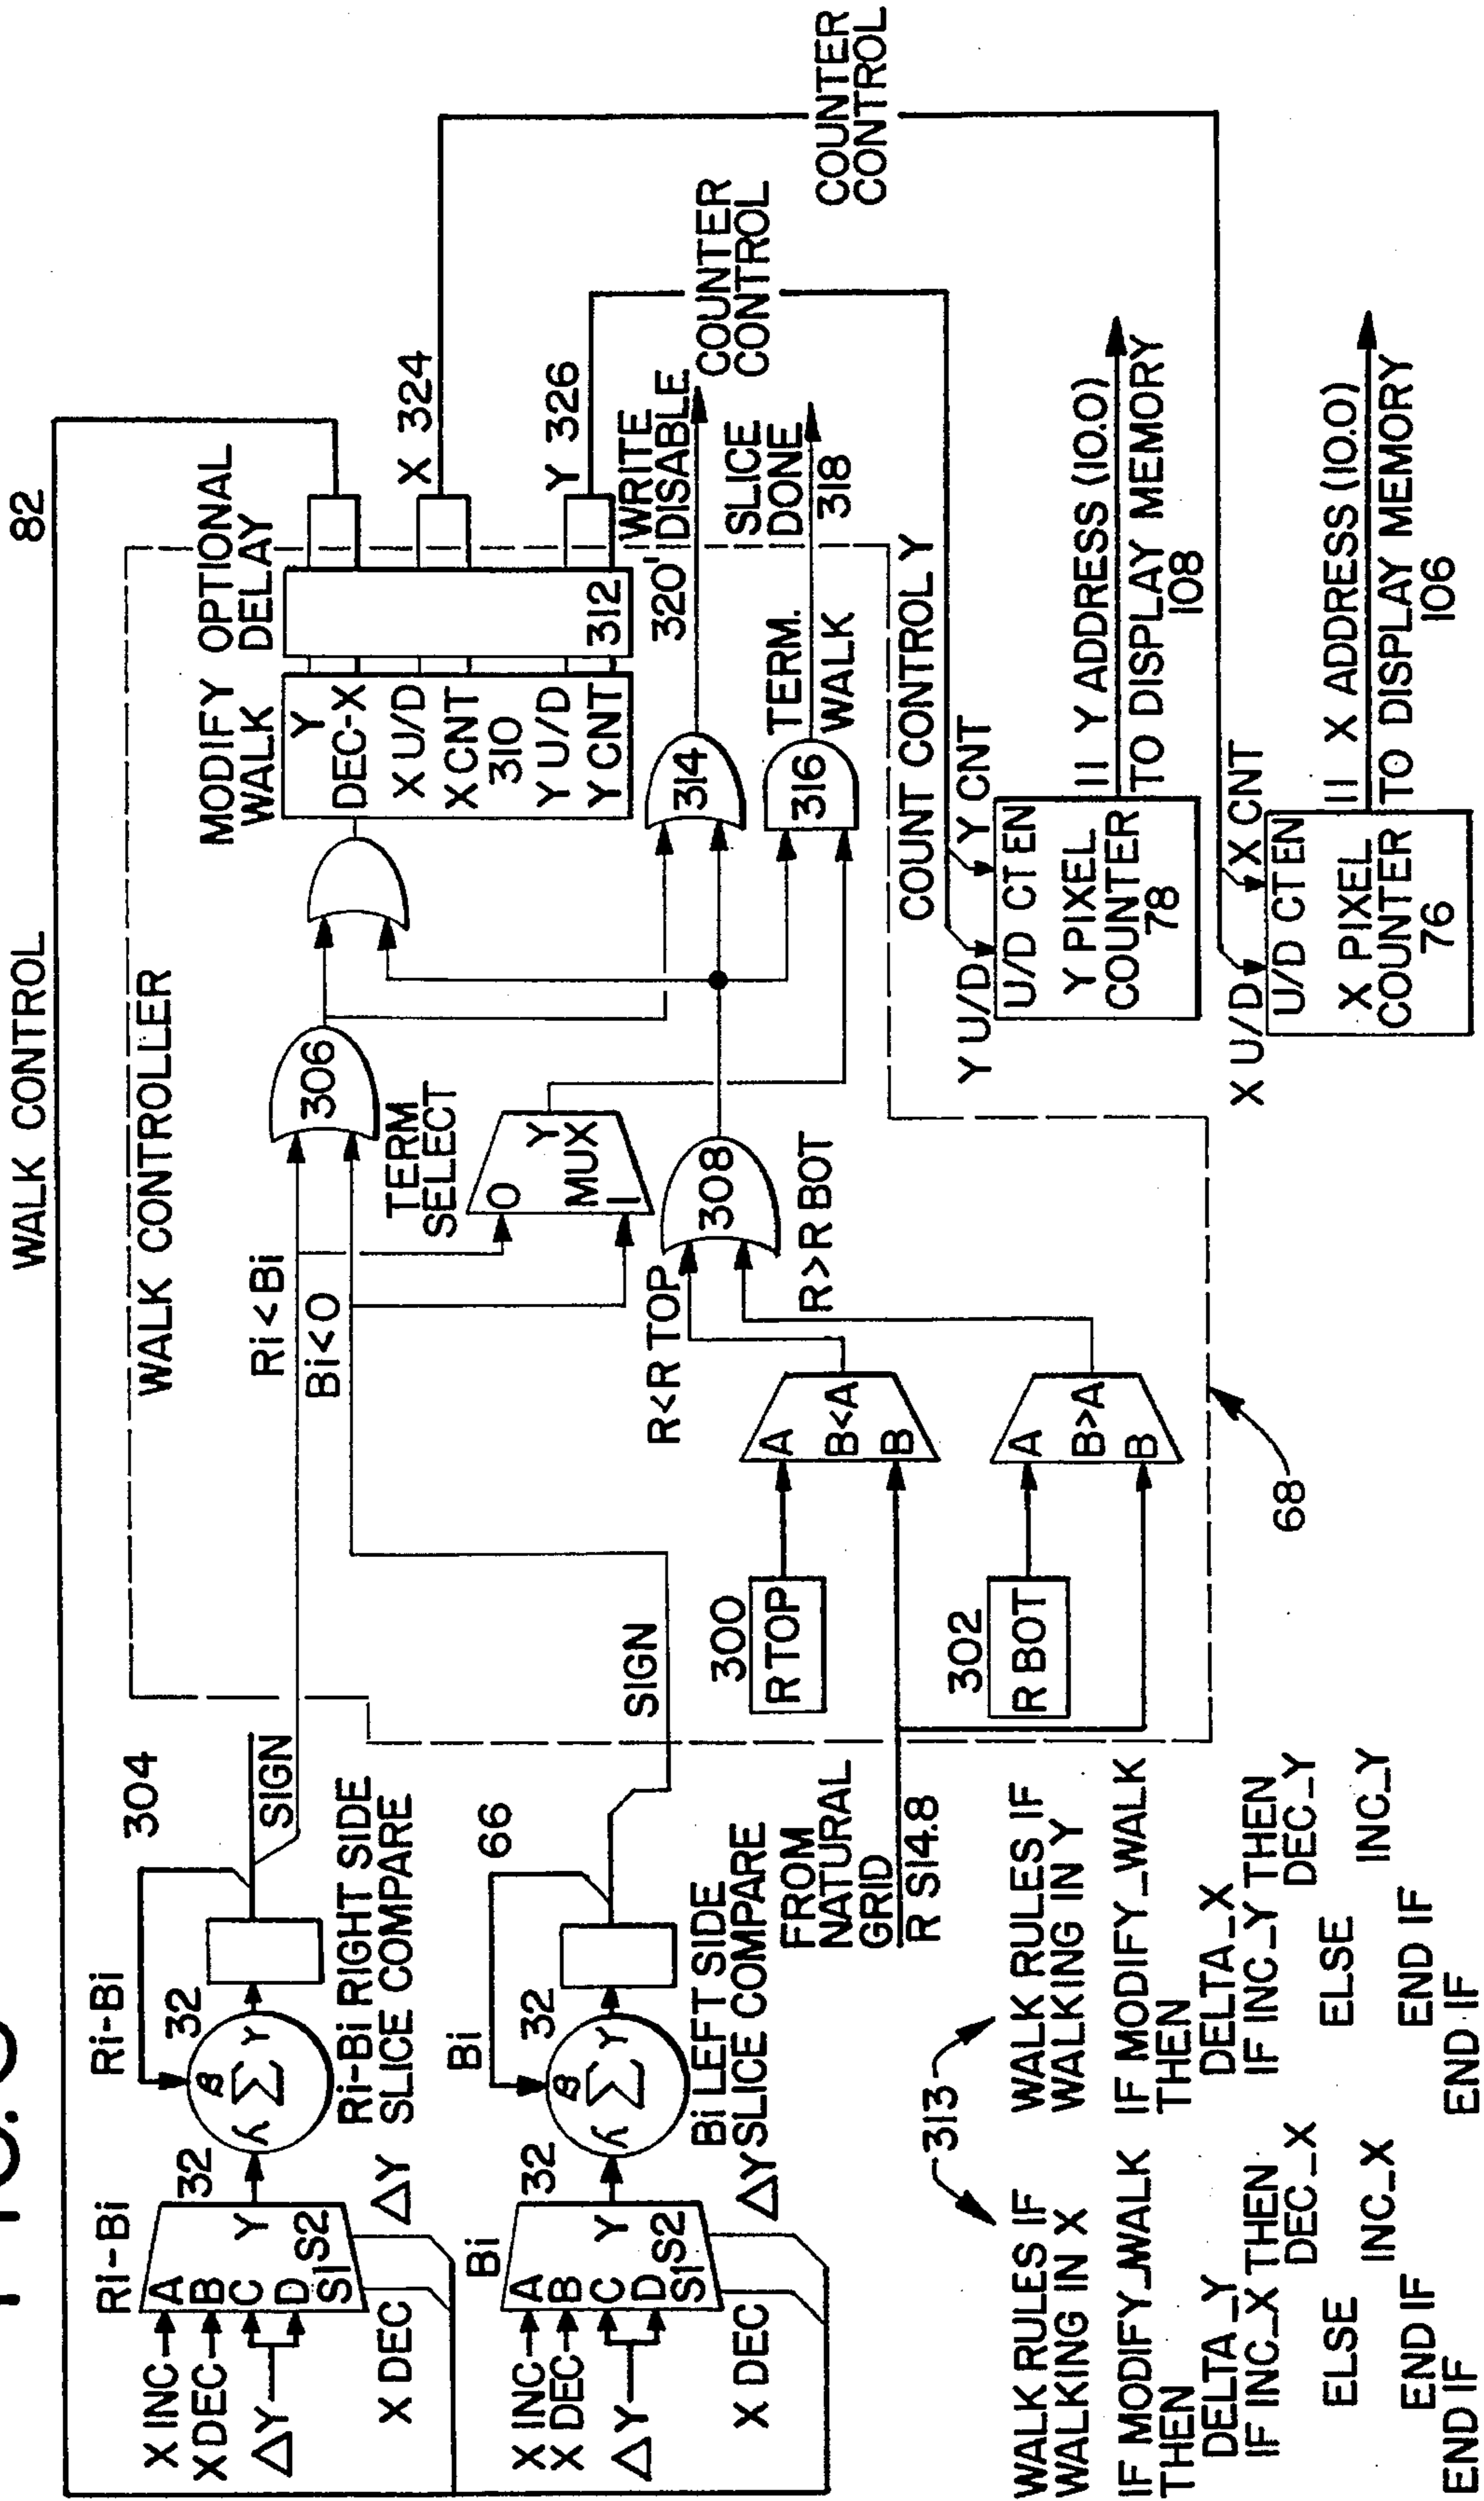 WALK CONTROL
82
Ri-Bi
X INC
X DEC
ΔY
A
B
C
D
Y
S1
S2
X DEC
ΔY
32
Ri-Bi
32
A
B
Σ
Y
304
SIGN
Ri-Bi RIGHT SIDE
SLICE COMPARE
Bi
X INC
X DEC
ΔY
A
B
C
D
Y
S1
S2
X DEC
ΔY
32
Bi
32
A
B
Σ
Y
66
SIGN
Bi LEFT SIDE
SLICE COMPARE
FROM
NATURAL
GRID
R S14.8
WALK CONTROLLER
Ri<Bi
Bi<0
306
TERM
SELECT
0
Y
MUX
1
300
R TOP
302
R BOT
A
B<A
B
A
B>A
B
R<R TOP
R>R BOT
308
68
MODIFY
WALK
Y
DEC-X
X U/D
X CNT
310
Y U/D
Y CNT
OPTIONAL
DELAY
312
X 324
Y 326
314
320'
WRITE
DISABLE
316
TERM.
WALK
SLICE
DONE
318
COUNTER
CONTROL
COUNTER
CONTROL
COUNT CONTROL Y
Y U/D
Y CNT
U/D CTEN
Y PIXEL
COUNTER
78
11 Y ADDRESS (10.0)
TO DISPLAY MEMORY
108
X U/D
X CNT
U/D CTEN
X PIXEL
COUNTER
76
11 X ADDRESS (10.0)
TO DISPLAY MEMORY
106
313
WALK RULES IF
WALKING IN X
IF MODIFY_WALK
THEN
DELTA_Y
IF INC_X THEN
DEC_X
ELSE
INC_X
END IF
END IF
WALK RULES IF
WALKING IN Y
IF MODIFY_WALK
THEN
DELTA_X
IF INC_Y THEN
DEC_Y
ELSE
INC_Y
END IF
END IF